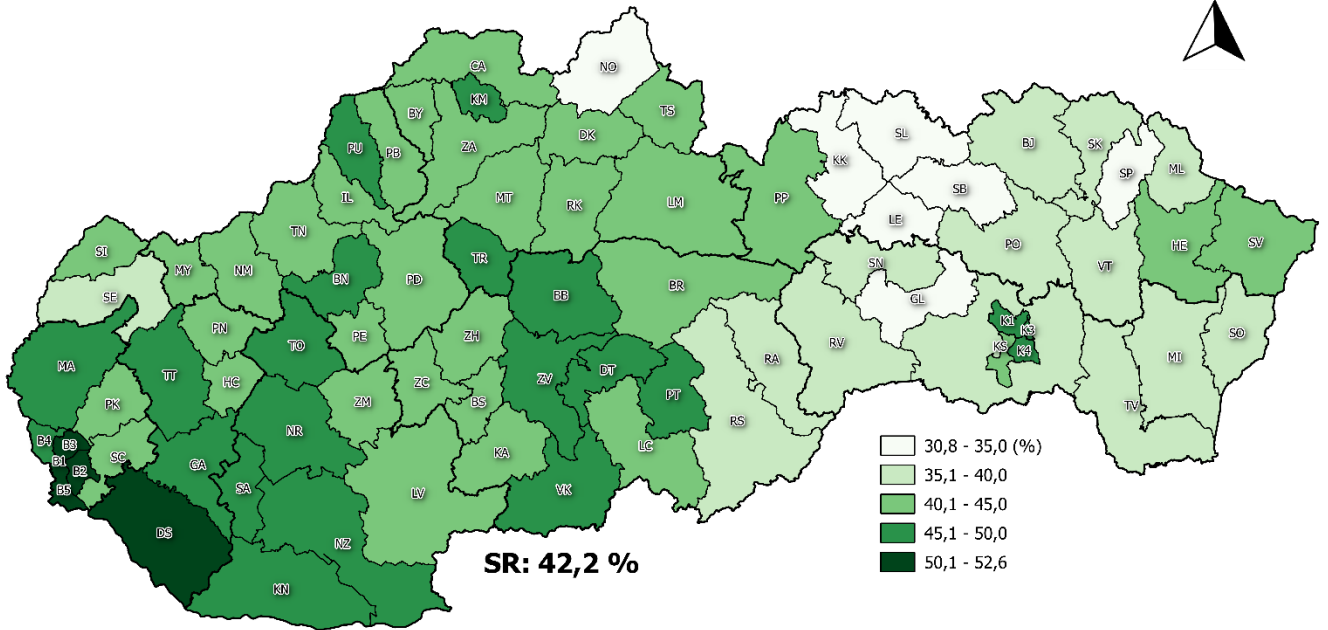 NO
CA
KM
TS
BY
DK
PU
PB
ZA
SL
BJ
SK
KK
SP
ML
IL
MT
RK
LM
PP
SB
LE
TN
SI
MY
NM
BN
PD
TR
BB
BR
SN
PO
VT
HE
SV
SE
GL
PN
TO
PE
ZH
RA
RV
K1
K3
KS
K4
SO
MI
MA
TT
HC
ZM
ZC
ZV
DT
PT
PK
BS
RS
TV
B4
B3
SC
NR
KA
LC
B1
B2
GA
SA
LV
VK
B5
DS
NZ
KN
SR: 42,2 %
30,8 - 35,0 (%)
35,1 - 40,0
40,1 - 45,0
45,1 - 50,0
50,1 - 52,6